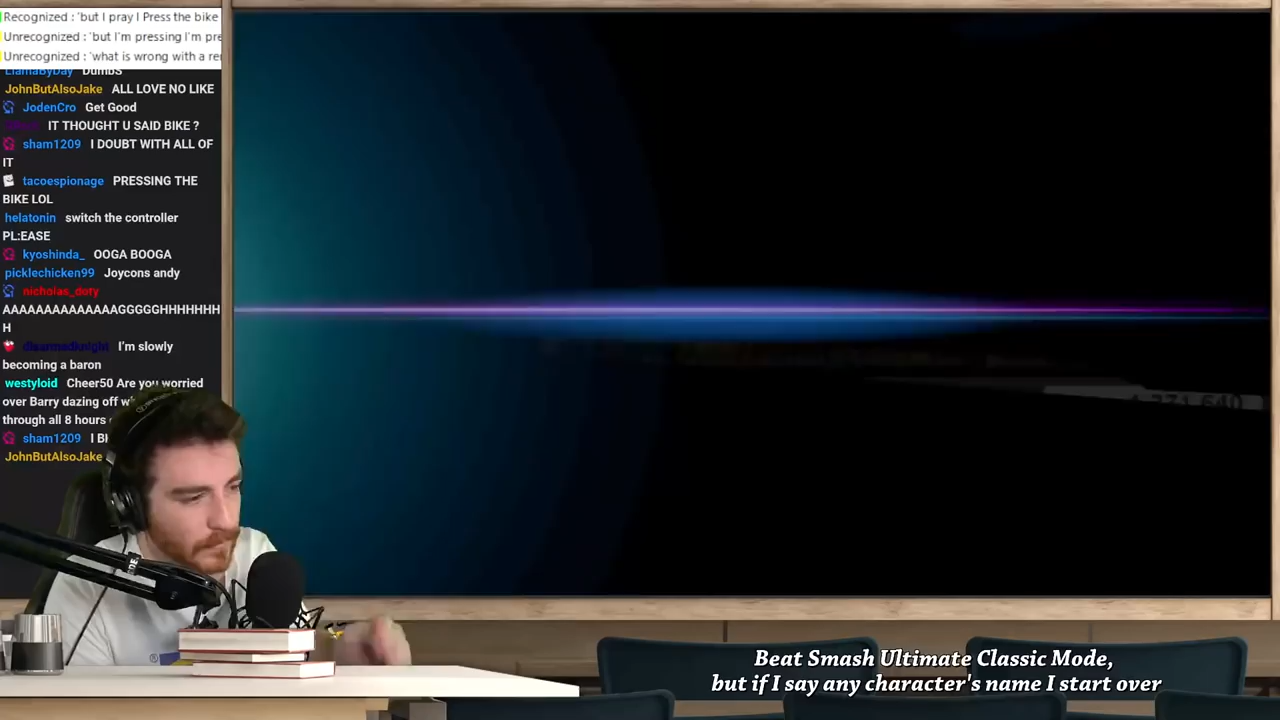 Recognized : 'but I pray I Press the bike
Unrecognized : 'but I'm pressing I'm pre
Unrecognized : 'what is wrong with a re
LlamaByDay DumbS
JohnButAlsoJake ALL LOVE NO LIKE
JodenCro Get Good
IT THOUGHT U SAID BIKE ?
sham1209 I DOUBT WITH ALL OF
IT
tacoespionage PRESSING THE
BIKE LOL
helatonin switch the controller
PL:EASE
kyoshinda_ OOGA BOOGA
picklechicken99 Joycons andy
nicholas_doty
AAAAAAAAAAAAAAGGGGGHHHHHHH
H
disarmedknight I'm slowly
becoming a baron
westyloid Cheer50 Are you worried
over Barry dazing off
through all 8 hours
sham1209
JohnButAlsoJake
Beat Smash Ultimate Classic Mode,
but if I say any character's name I start over